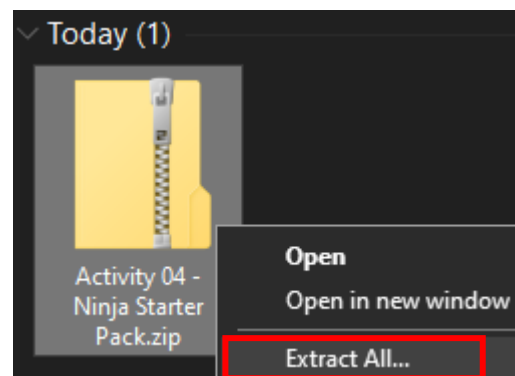 Today (1)
Activity 04 -
Ninja Starter
Pack.zip
Open
Open in new window
Extract All...